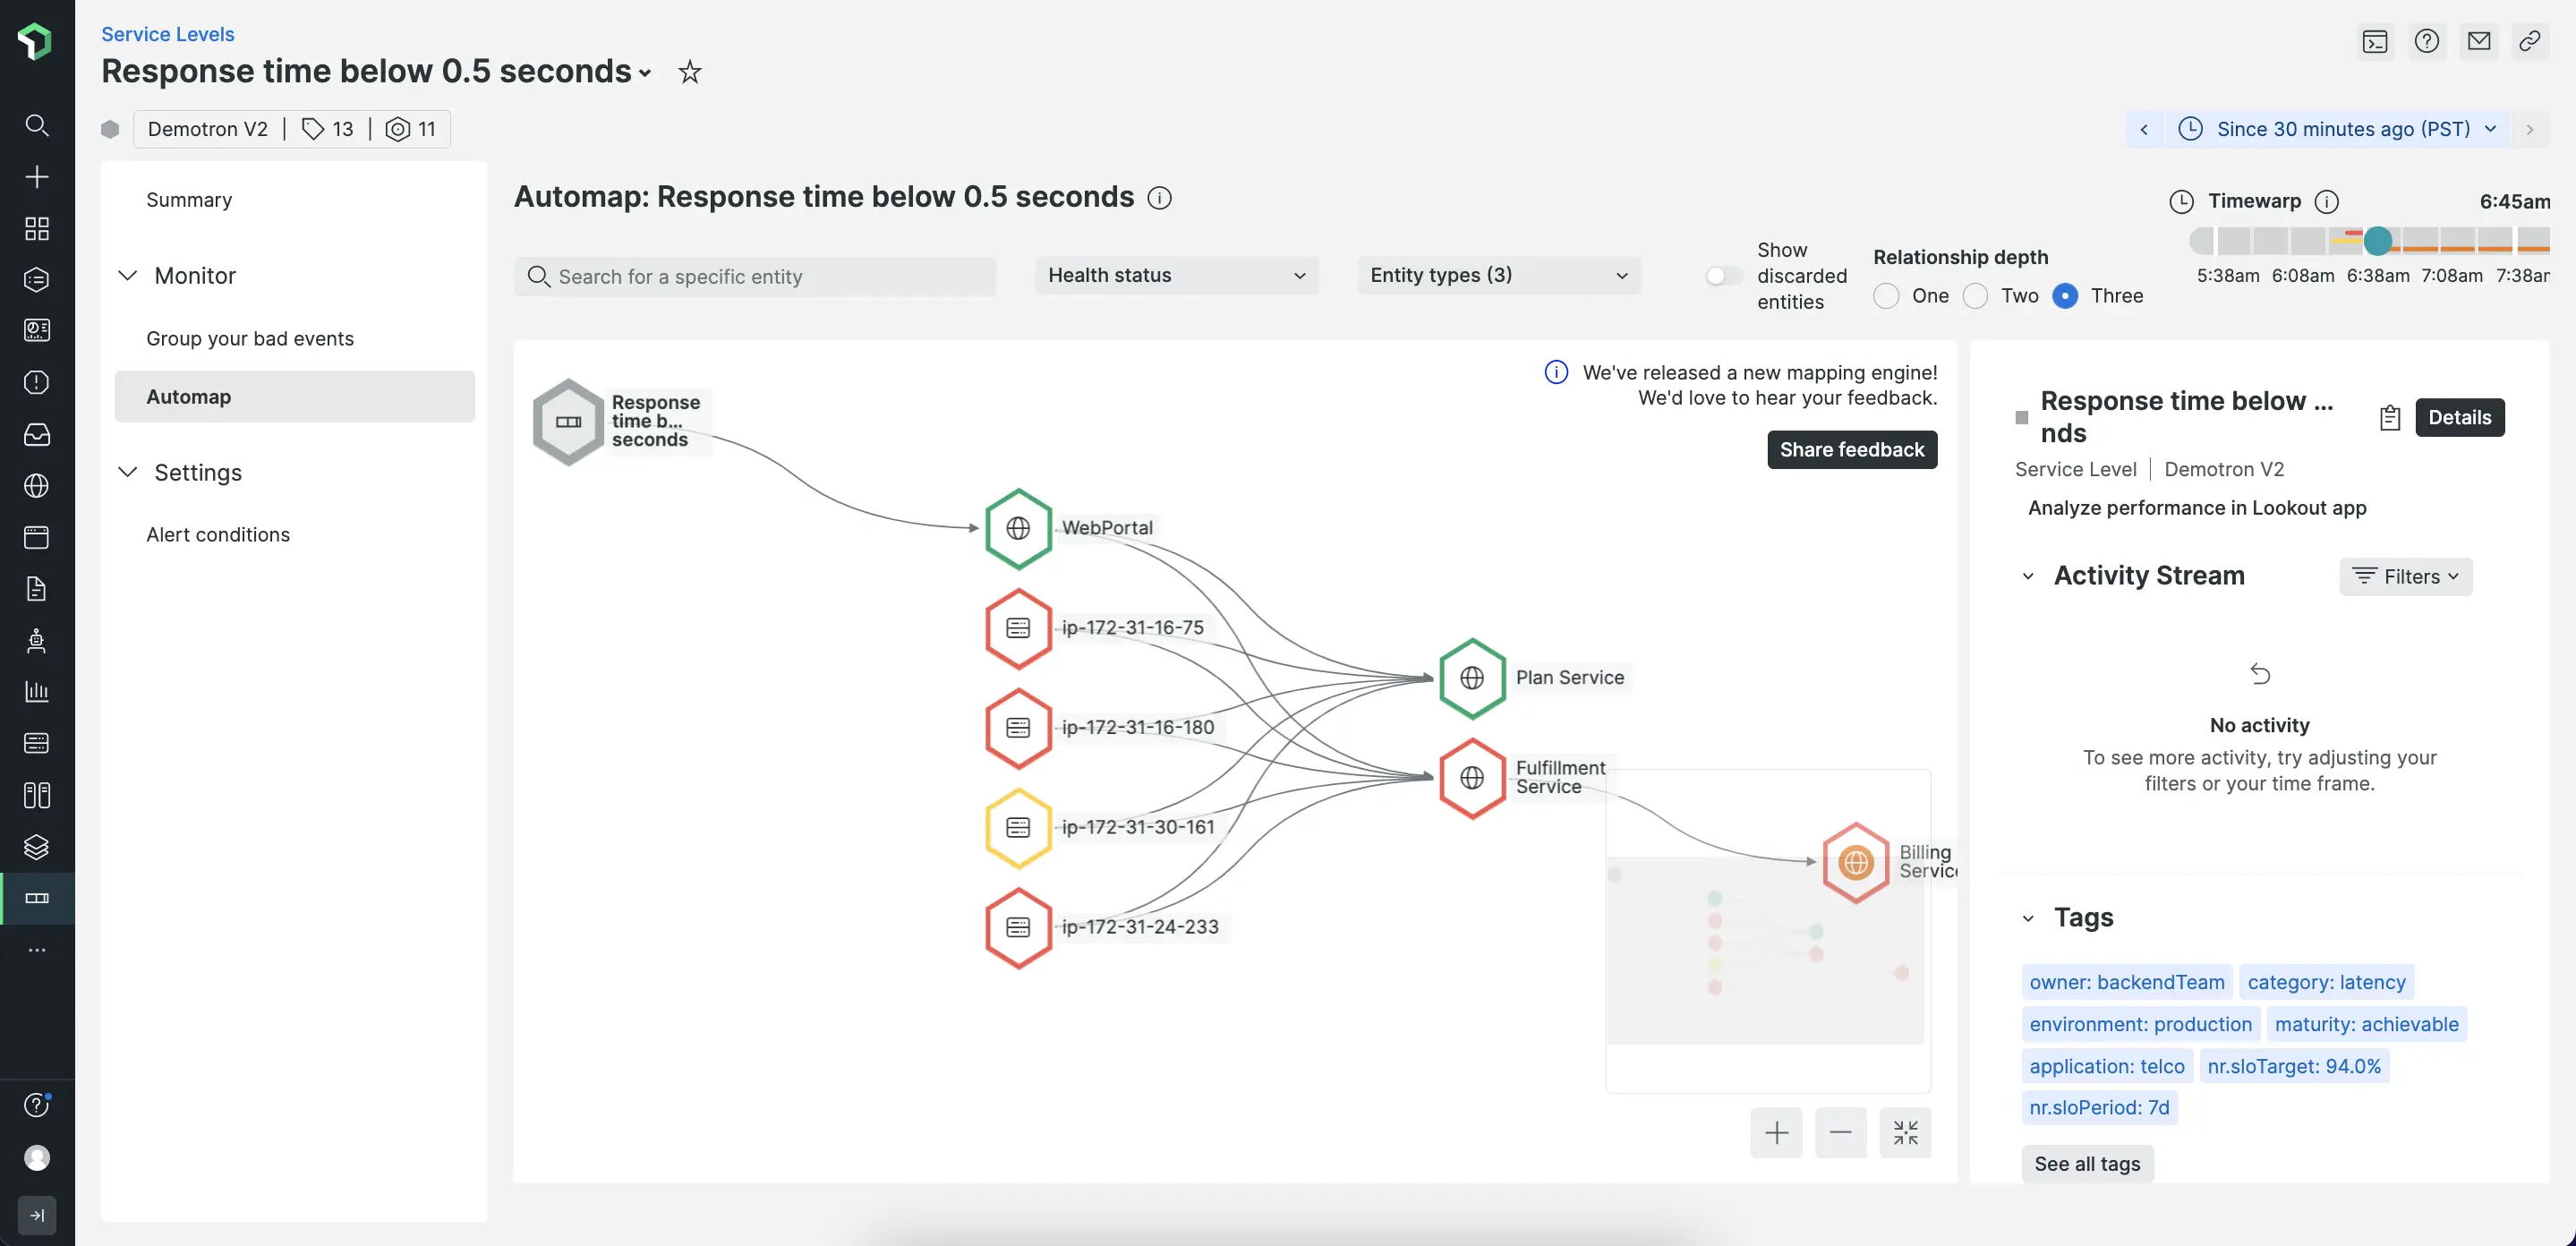 Service Levels
Response time below 0.5 seconds
Demotron V2 | 13 | 11
Since 30 minutes ago (PST)
Summary
Monitor
Group your bad events
Automap
Settings
Alert conditions
Automap: Response time below 0.5 seconds
Search for a specific entity
Health status
Entity types (3)
Show
discarded
entities
Relationship depth
One
Two
Three
Timewarp
6:45am
5:38am 6:08am 6:38am 7:08am 7:38am
We've released a new mapping engine!
We'd love to hear your feedback.
Share feedback
Response
time b...
seconds
WebPortal
ip-172-31-16-75
ip-172-31-16-180
ip-172-31-30-161
ip-172-31-24-233
Plan Service
Fulfillment
Service
Billing
Service
Response time below ...
nds
Details
Service Level | Demotron V2
Analyze performance in Lookout app
Activity Stream
Filters
No activity
To see more activity, try adjusting your
filters or your time frame.
Tags
owner: backendTeam
category: latency
environment: production
maturity: achievable
application: telco
nr.sloTarget: 94.0%
nr.sloPeriod: 7d
See all tags